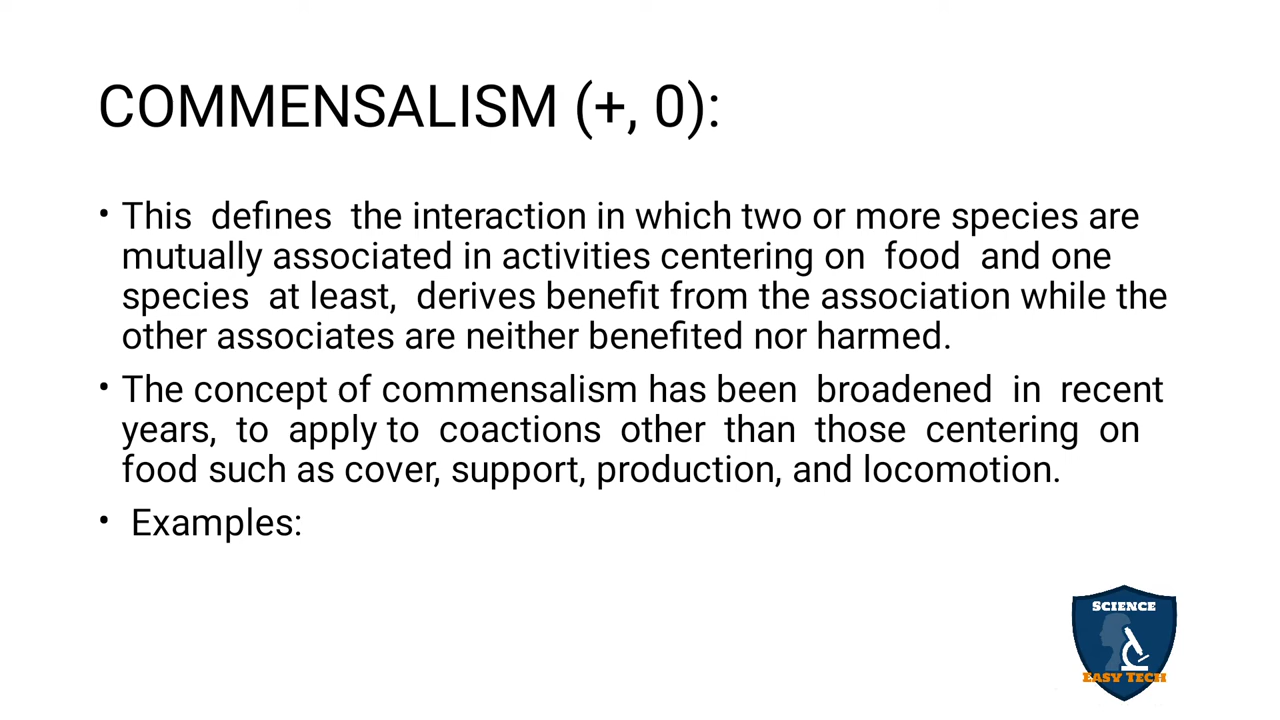 COMMENSALISM (+, 0):
• This defines the interaction in which two or more species are
mutually associated in activities centering on food and one
species at least, derives benefit from the association while the
other associates are neither benefited nor harmed.
• The concept of commensalism has been broadened in recent
years, to apply to coactions other than those centering on
food such as cover, support, production, and locomotion.
• Examples:
SCIENCE
EASY TECH